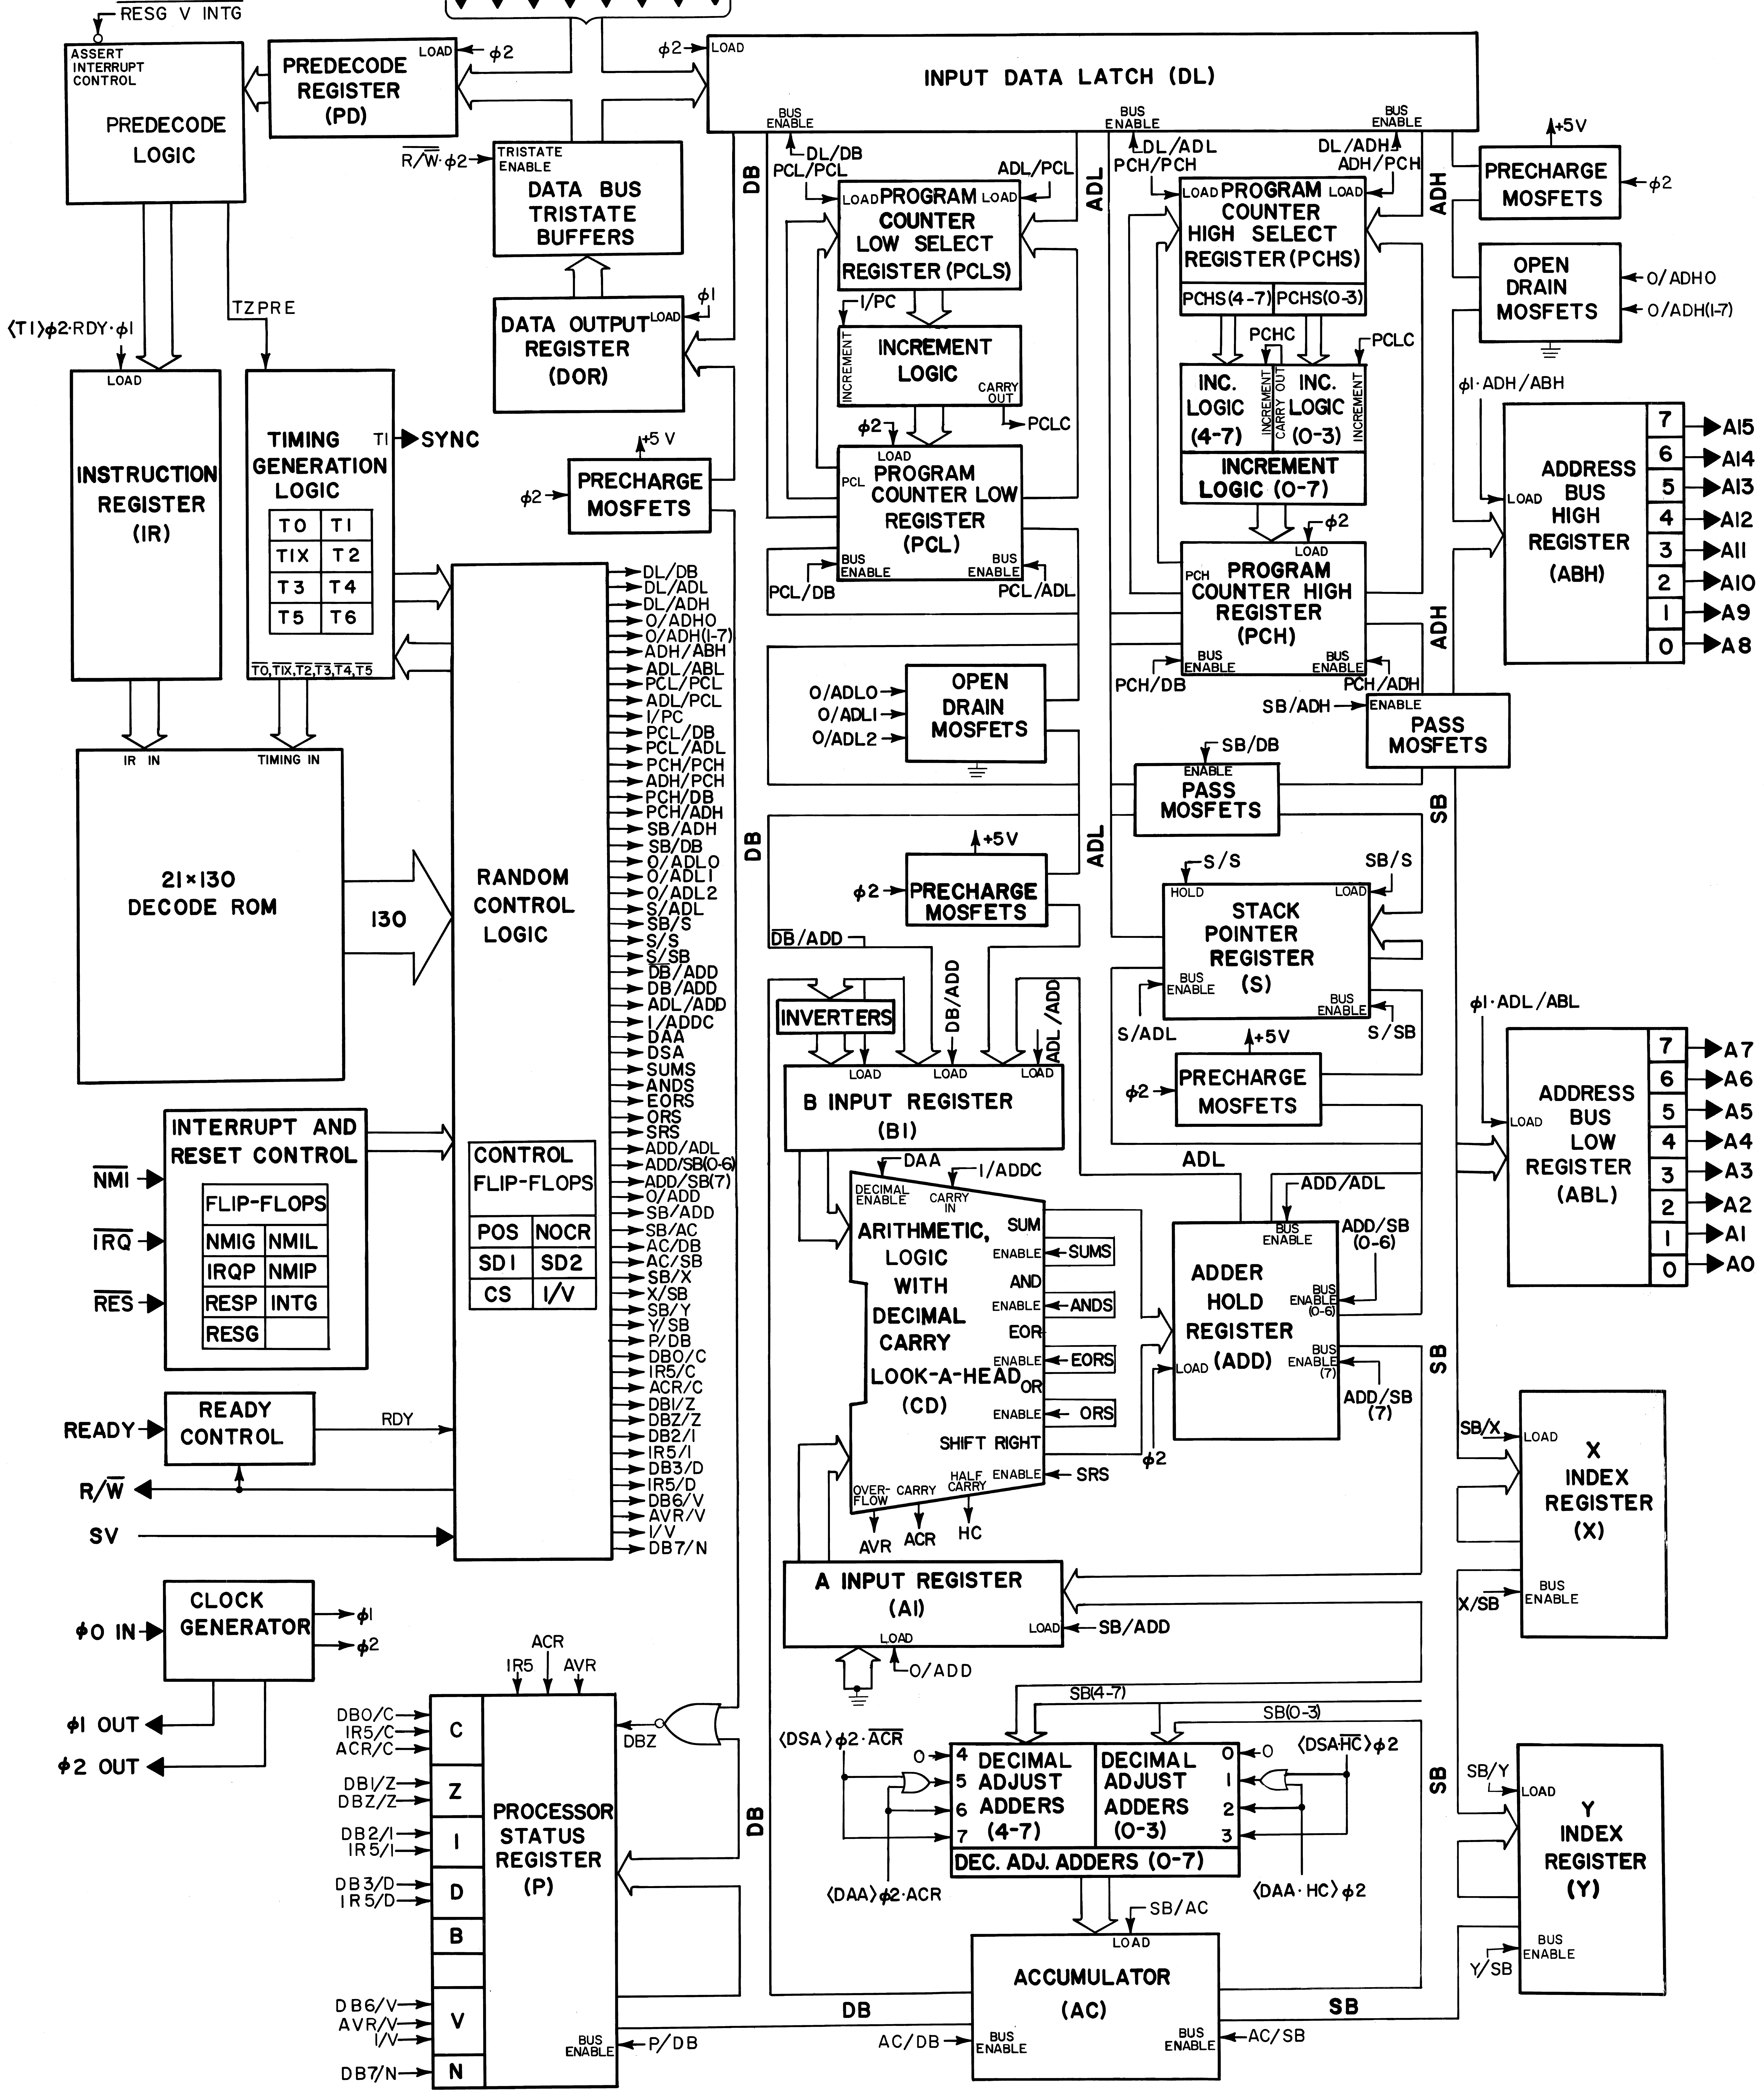 RESG V INTG
ASSERT
INTERRUPT
CONTROL
PREDECODE
LOGIC
PREDECODE
REGISTER
(PD)
LOAD
ϕ2
ϕ2
LOAD
INPUT DATA LATCH (DL)
BUS
ENABLE
BUS
ENABLE
BUS
ENABLE
DL/DB
DL/ADL
DL/ADH
R/W·ϕ2
TRISTATE
ENABLE
DATA BUS
TRISTATE
BUFFERS
DB
PCL/PCL
ADL/PCL
LOAD
PROGRAM
LOAD
COUNTER
LOW SELECT
REGISTER (PCLS)
ADL
PCH/PCH
ADH/PCH
LOAD
PROGRAM
LOAD
COUNTER
HIGH SELECT
REGISTER (PCHS)
PCHS(4-7)
PCHS(0-3)
ADH
+5V
PRECHARGE
MOSFETS
ϕ2
OPEN
DRAIN
MOSFETS
0/ADH0
0/ADH(1-7)
TZPRE
⟨T1⟩ϕ2·RDY·ϕ1
LOAD
INSTRUCTION
REGISTER
(IR)
TIMING
GENERATION
LOGIC
T1
SYNC
T0
T1
T1X
T2
T3
T4
T5
T6
T0,T1X,T2,T3,T4,T5
ϕ1
DATA OUTPUT
LOAD
REGISTER
(DOR)
+5V
ϕ2
PRECHARGE
MOSFETS
1/PC
INCREMENT
INCREMENT
LOGIC
CARRY
OUT
PCLC
ϕ2
LOAD
PCL
PROGRAM
COUNTER LOW
REGISTER
(PCL)
BUS
ENABLE
BUS
ENABLE
PCL/DB
PCL/ADL
PCHC
PCLC
INC.
LOGIC
(4-7)
INCREMENT
CARRY OUT
INC.
LOGIC
(0-3)
INCREMENT
INCREMENT
LOGIC (0-7)
ϕ2
LOAD
PCH
PROGRAM
COUNTER HIGH
REGISTER
(PCH)
BUS
ENABLE
BUS
ENABLE
PCH/DB
PCH/ADH
ϕ1·ADH/ABH
LOAD
ADDRESS
BUS
HIGH
REGISTER
(ABH)
7
A15
6
A14
5
A13
4
A12
3
A11
2
A10
1
A9
0
A8
ADH
SB/ADH
ENABLE
PASS
MOSFETS
IR IN
TIMING IN
21×130
DECODE ROM
130
RANDOM
CONTROL
LOGIC
DL/DB
DL/ADL
DL/ADH
0/ADH0
0/ADH(1-7)
ADH/ABH
ADL/ABL
PCL/PCL
ADL/PCL
1/PC
PCL/DB
PCL/ADL
PCH/PCH
ADH/PCH
PCH/DB
PCH/ADH
SB/ADH
SB/DB
0/ADL0
0/ADL1
0/ADL2
S/ADL
SB/S
S/S
S/SB
DB/ADD
DB/ADD
ADL/ADD
1/ADDC
DAA
DSA
SUMS
ANDS
EORS
ORS
SRS
ADD/ADL
ADD/SB(0-6)
ADD/SB(7)
0/ADD
SB/ADD
SB/AC
AC/DB
AC/SB
SB/X
X/SB
SB/Y
Y/SB
P/DB
DB0/C
IR5/C
ACR/C
DB1/Z
DBZ/Z
DB2/I
IR5/I
DB3/D
IR5/D
DB6/V
AVR/V
1/V
DB7/N
CONTROL
FLIP-FLOPS
POS
NOCR
SD1
SD2
CS
1/V
INTERRUPT AND
RESET CONTROL
FLIP-FLOPS
NMIG
NMIL
IRQP
NMIP
RESP
INTG
RESG
NMI
IRQ
RES
READY
READY
CONTROL
RDY
R/W
SV
0/ADL0
0/ADL1
0/ADL2
OPEN
DRAIN
MOSFETS
DB
ADL
SB
SB/DB
ENABLE
PASS
MOSFETS
+5V
ϕ2
PRECHARGE
MOSFETS
S/S
SB/S
HOLD
LOAD
STACK
POINTER
REGISTER
(S)
BUS
ENABLE
BUS
ENABLE
S/ADL
S/SB
+5V
ϕ2
PRECHARGE
MOSFETS
DB/ADD
INVERTERS
DB/ADD
ADL/ADD
LOAD
LOAD
LOAD
B INPUT REGISTER
(BI)
ADL
ϕ1·ADL/ABL
LOAD
ADDRESS
BUS
LOW
REGISTER
(ABL)
7
A7
6
A6
5
A5
4
A4
3
A3
2
A2
1
A1
0
A0
DAA
1/ADDC
DECIMAL
ENABLE
CARRY
IN
ARITHMETIC,
LOGIC
WITH
DECIMAL
CARRY
LOOK-A-HEAD
(CD)
SUM
ENABLE
SUMS
AND
ENABLE
ANDS
EOR
ENABLE
EORS
OR
ENABLE
ORS
SHIFT RIGHT
ENABLE
SRS
OVER-
FLOW
CARRY
HALF
CARRY
AVR
ACR
HC
ADD/ADL
BUS
ENABLE
ADD/SB
(0-6)
ADDER
HOLD
REGISTER
(ADD)
BUS
ENABLE
(0-6)
BUS
ENABLE
(7)
LOAD
ϕ2
ADD/SB
(7)
SB
A INPUT REGISTER
(AI)
LOAD
LOAD
SB/ADD
0/ADD
SB/X
LOAD
X
INDEX
REGISTER
(X)
BUS
ENABLE
X/SB
ϕ0 IN
CLOCK
GENERATOR
ϕ1
ϕ2
ϕ1 OUT
ϕ2 OUT
IR5
ACR
AVR
DBZ
DB0/C
IR5/C
ACR/C
C
DB1/Z
DBZ/Z
Z
DB2/I
IR5/I
I
DB3/D
IR5/D
D
B
DB6/V
AVR/V
1/V
V
DB7/N
N
PROCESSOR
STATUS
REGISTER
(P)
BUS
ENABLE
P/DB
DB
SB(4-7)
SB(0-3)
⟨DSA⟩ϕ2·ACR
⟨DSA·HC⟩ϕ2
0
4
5
6
7
DECIMAL
ADJUST
ADDERS
(4-7)
DECIMAL
ADJUST
ADDERS
(0-3)
0
1
2
3
0
DEC. ADJ. ADDERS (0-7)
⟨DAA⟩ϕ2·ACR
⟨DAA·HC⟩ϕ2
SB
SB/Y
LOAD
Y
INDEX
REGISTER
(Y)
BUS
ENABLE
Y/SB
SB/AC
LOAD
ACCUMULATOR
(AC)
DB
SB
AC/DB
BUS
ENABLE
BUS
ENABLE
AC/SB